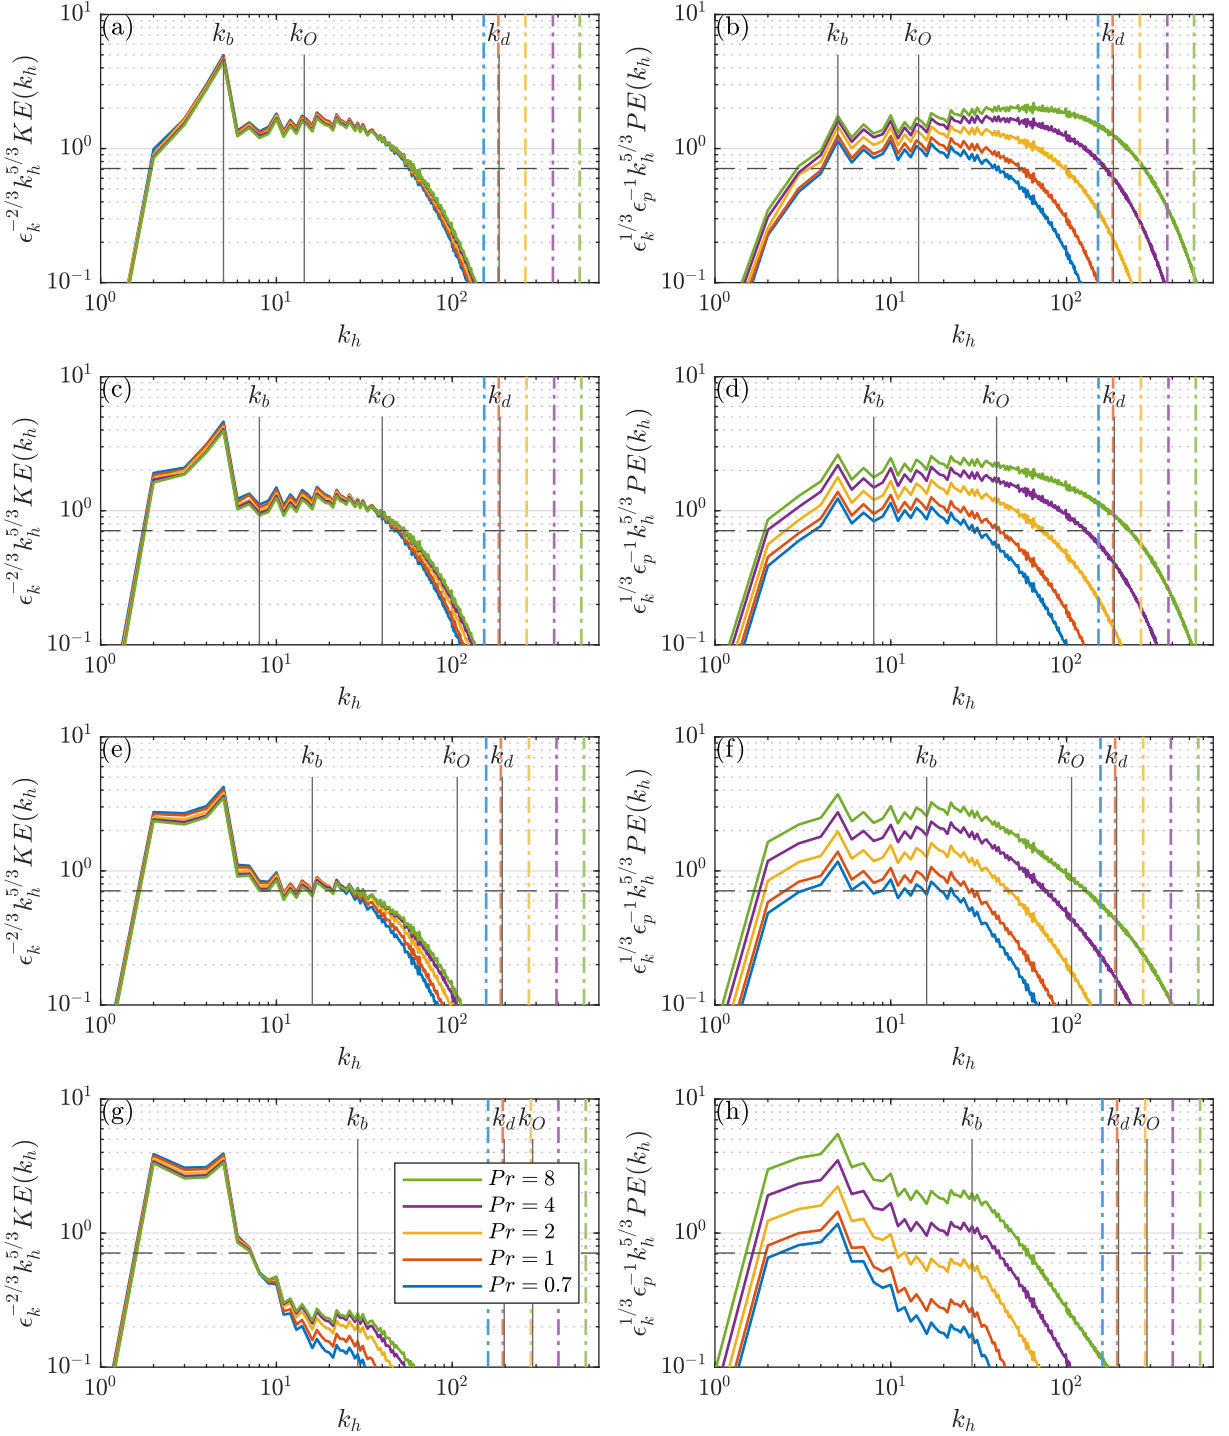 (a)
k_b
k_O
k_d
10^1
10^0
10^{-1}
ϵ_k^{-2/3} k_h^{5/3} KE(k_h)
10^0
10^1
10^2
k_h
(b)
k_b
k_O
k_d
10^1
10^0
10^{-1}
ϵ_k^{1/3} ϵ_p^{-1} k_h^{5/3} PE(k_h)
10^0
10^1
10^2
k_h
(c)
k_b
k_O
k_d
10^1
10^0
10^{-1}
ϵ_k^{-2/3} k_h^{5/3} KE(k_h)
10^0
10^1
10^2
k_h
(d)
k_b
k_O
k_d
10^1
10^0
10^{-1}
ϵ_k^{1/3} ϵ_p^{-1} k_h^{5/3} PE(k_h)
10^0
10^1
10^2
k_h
(e)
k_b
k_O
k_d
10^1
10^0
10^{-1}
ϵ_k^{-2/3} k_h^{5/3} KE(k_h)
10^0
10^1
10^2
k_h
(f)
k_b
k_O
k_d
10^1
10^0
10^{-1}
ϵ_k^{1/3} ϵ_p^{-1} k_h^{5/3} PE(k_h)
10^0
10^1
10^2
k_h
(g)
k_b
k_d
k_O
10^1
10^0
10^{-1}
ϵ_k^{-2/3} k_h^{5/3} KE(k_h)
Pr = 8
Pr = 4
Pr = 2
Pr = 1
Pr = 0.7
10^0
10^1
10^2
k_h
(h)
k_b
k_d
k_O
10^1
10^0
10^{-1}
ϵ_k^{1/3} ϵ_p^{-1} k_h^{5/3} PE(k_h)
10^0
10^1
10^2
k_h